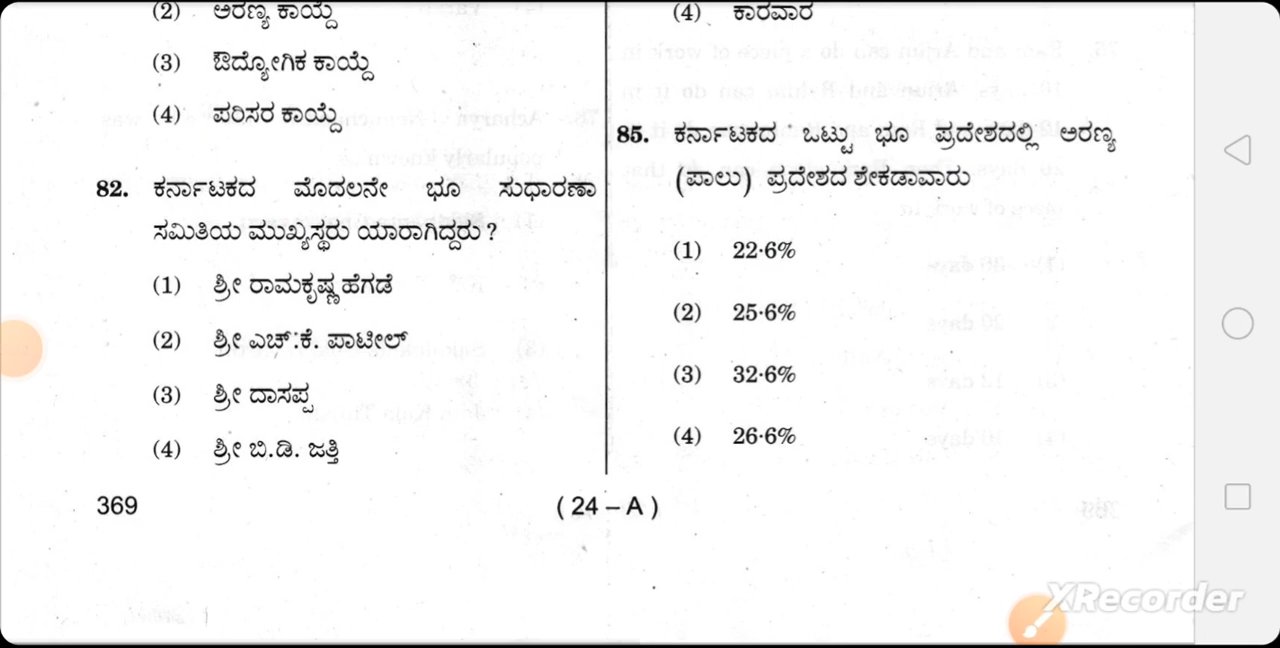 (2) ಅರಣ್ಯ ಕಾಯ್ದೆ
(3) ಔದ್ಯೋಗಿಕ ಕಾಯ್ದೆ
(4) ಪರಿಸರ ಕಾಯ್ದೆ
82. ಕರ್ನಾಟಕದ ಮೊದಲನೇ ಭೂ ಸುಧಾರಣಾ
ಸಮಿತಿಯ ಮುಖ್ಯಸ್ಥರು ಯಾರಾಗಿದ್ದರು?
(1) ಶ್ರೀ ರಾಮಕೃಷ್ಣ ಹೆಗಡೆ
(2) ಶ್ರೀ ಎಚ್.ಕೆ. ಪಾಟೀಲ್
(3) ಶ್ರೀ ದಾಸಪ್ಪ
(4) ಶ್ರೀ ಬಿ.ಡಿ. ಜತ್ತಿ
(4) ಕಾರವಾರ
85. ಕರ್ನಾಟಕದ ಒಟ್ಟು ಭೂ ಪ್ರದೇಶದಲ್ಲಿ ಅರಣ್ಯ
(ಪಾಲು) ಪ್ರದೇಶದ ಶೇಕಡಾವಾರು
(1) 22·6%
(2) 25·6%
(3) 32·6%
(4) 26·6%
369
( 24 – A )
XRecorder